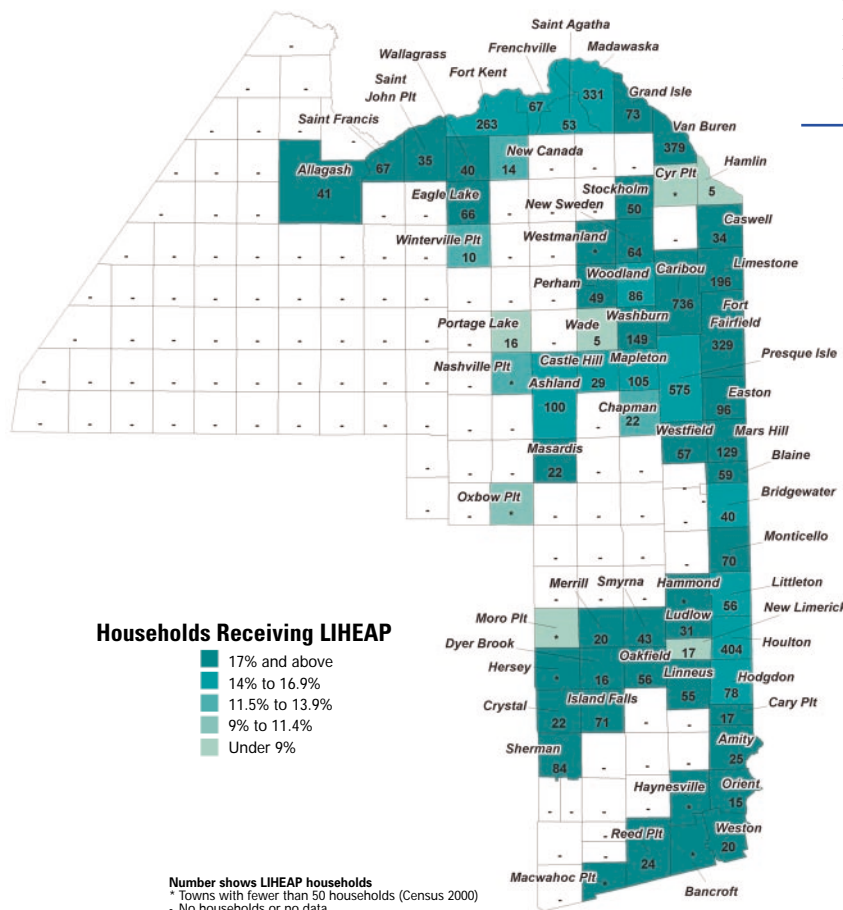 Saint Agatha
Frenchville
Madawaska
Wallagrass
Fort Kent
Saint
John Plt
Saint Francis
Grand Isle
Van Buren
Hamlin
67
331
73
263
53
379
New Canada
Cyr Plt
Allagash
67
35
40
14
*
5
41
Eagle Lake
66
Stockholm
50
New Sweden
Caswell
34
Winterville Plt
10
Westmanland
*
64
Limestone
196
Perham
49
Woodland
86
Caribou
736
Fort
Fairfield
329
Portage Lake
16
Wade
5
Washburn
149
Nashville Plt
*
Castle Hill
29
Mapleton
105
Presque Isle
575
Ashland
100
Chapman
22
Easton
96
Westfield
57
Mars Hill
129
Masardis
22
Blaine
59
Oxbow Plt
*
Bridgewater
40
Monticello
70
Merrill
Smyrna
Hammond
*
Littleton
56
Moro Plt
*
20
43
Ludlow
31
New Limerick
17
Houlton
404
Dyer Brook
16
Oakfield
56
Hersey
*
Linneus
55
Hodgdon
78
Crystal
22
Island Falls
71
Cary Plt
17
Sherman
84
Amity
25
Haynesville
*
Orient
15
Reed Plt
24
Weston
20
Macwahoc Plt
*
Bancroft
*
Households Receiving LIHEAP
17% and above
14% to 16.9%
11.5% to 13.9%
9% to 11.4%
Under 9%
Number shows LIHEAP households
* Towns with fewer than 50 households (Census 2000)
- No households or no data